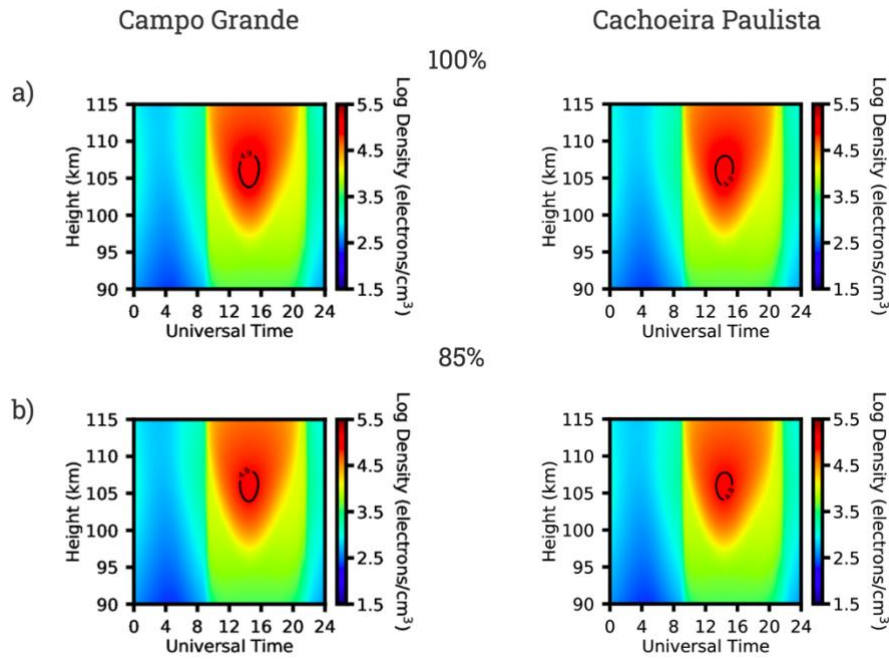 Campo Grande
Cachoeira Paulista
100%
a)
115
110
105
100
95
90
Height (km)
0 4 8 12 16 20 24
Universal Time
5.5
4.5
3.5
2.5
1.5
Log Density (electrons/cm³)
115
110
105
100
95
90
Height (km)
0 4 8 12 16 20 24
Universal Time
5.5
4.5
3.5
2.5
1.5
Log Density (electrons/cm³)
85%
b)
115
110
105
100
95
90
Height (km)
0 4 8 12 16 20 24
Universal Time
5.5
4.5
3.5
2.5
1.5
Log Density (electrons/cm³)
115
110
105
100
95
90
Height (km)
0 4 8 12 16 20 24
Universal Time
5.5
4.5
3.5
2.5
1.5
Log Density (electrons/cm³)